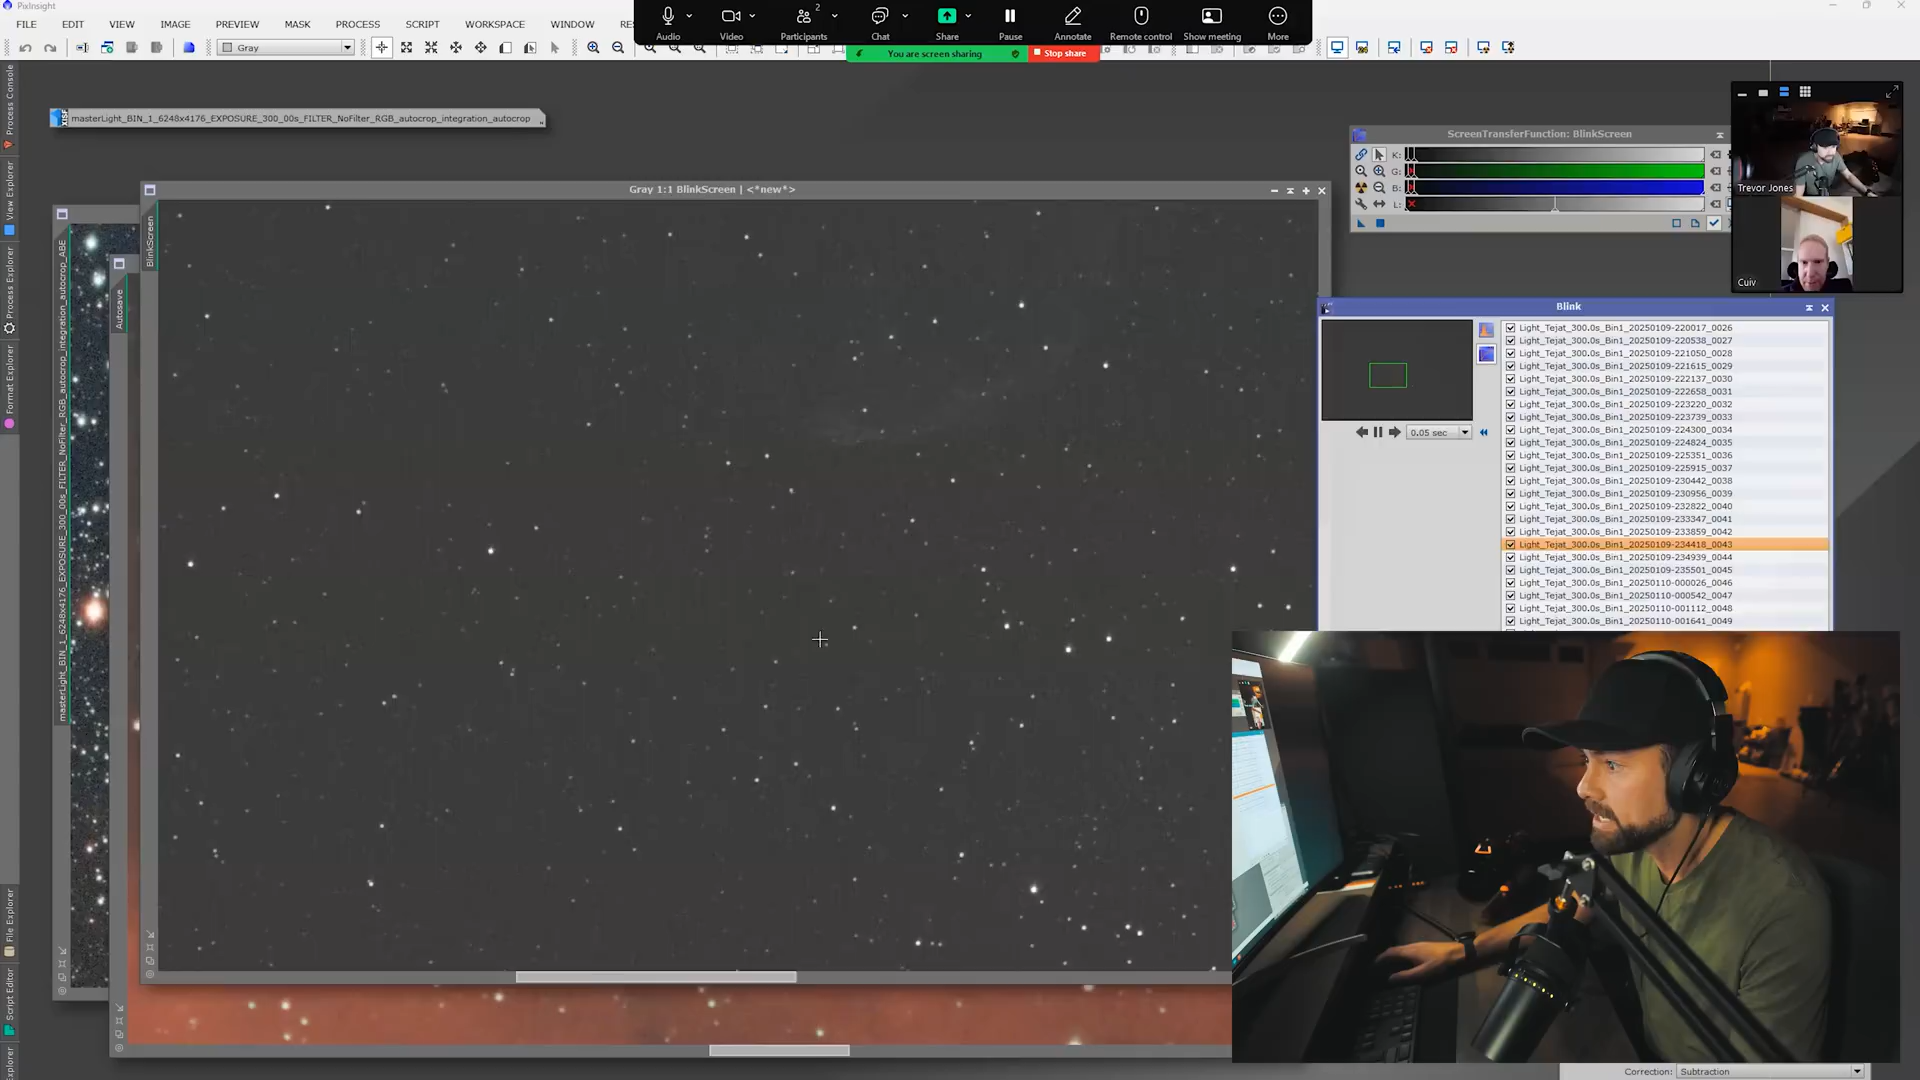 PixInsight
FILE EDIT VIEW IMAGE PREVIEW MASK PROCESS SCRIPT WORKSPACE WINDOW
Gray
Audio
Video
2
Participants
Chat
Share
Pause
Annotate
Remote control
Show meeting
More
You are screen sharing
Stop share
Process Console
View Explorer
Process Explorer
Format Explorer
File Explorer
Script Editor
masterLight_BIN_1_6248x4176_EXPOSURE_300_00s_FILTER_NoFilter_RGB_autocrop_integration_autocrop
masterLight_BIN_1_6248x4176_EXPOSURE_300_00s_FILTER_NoFilter_RGB_autocrop_integration_autocrop_ABE
Autosave
BlinkScreen
Gray 1:1 BlinkScreen | <*new*>
ScreenTransferFunction: BlinkScreen
K:
G:
B:
L:
Trevor Jones
Cuiv
Blink
0.05 sec
Light_Tejat_300.0s_Bin1_20250109-220017_0026
Light_Tejat_300.0s_Bin1_20250109-220538_0027
Light_Tejat_300.0s_Bin1_20250109-221050_0028
Light_Tejat_300.0s_Bin1_20250109-221615_0029
Light_Tejat_300.0s_Bin1_20250109-222137_0030
Light_Tejat_300.0s_Bin1_20250109-222658_0031
Light_Tejat_300.0s_Bin1_20250109-223220_0032
Light_Tejat_300.0s_Bin1_20250109-223739_0033
Light_Tejat_300.0s_Bin1_20250109-224300_0034
Light_Tejat_300.0s_Bin1_20250109-224824_0035
Light_Tejat_300.0s_Bin1_20250109-225351_0036
Light_Tejat_300.0s_Bin1_20250109-225915_0037
Light_Tejat_300.0s_Bin1_20250109-230442_0038
Light_Tejat_300.0s_Bin1_20250109-230956_0039
Light_Tejat_300.0s_Bin1_20250109-232822_0040
Light_Tejat_300.0s_Bin1_20250109-233347_0041
Light_Tejat_300.0s_Bin1_20250109-233859_0042
Light_Tejat_300.0s_Bin1_20250109-234418_0043
Light_Tejat_300.0s_Bin1_20250109-234939_0044
Light_Tejat_300.0s_Bin1_20250109-235501_0045
Light_Tejat_300.0s_Bin1_20250110-000026_0046
Light_Tejat_300.0s_Bin1_20250110-000542_0047
Light_Tejat_300.0s_Bin1_20250110-001112_0048
Light_Tejat_300.0s_Bin1_20250110-001641_0049
Correction: Subtraction